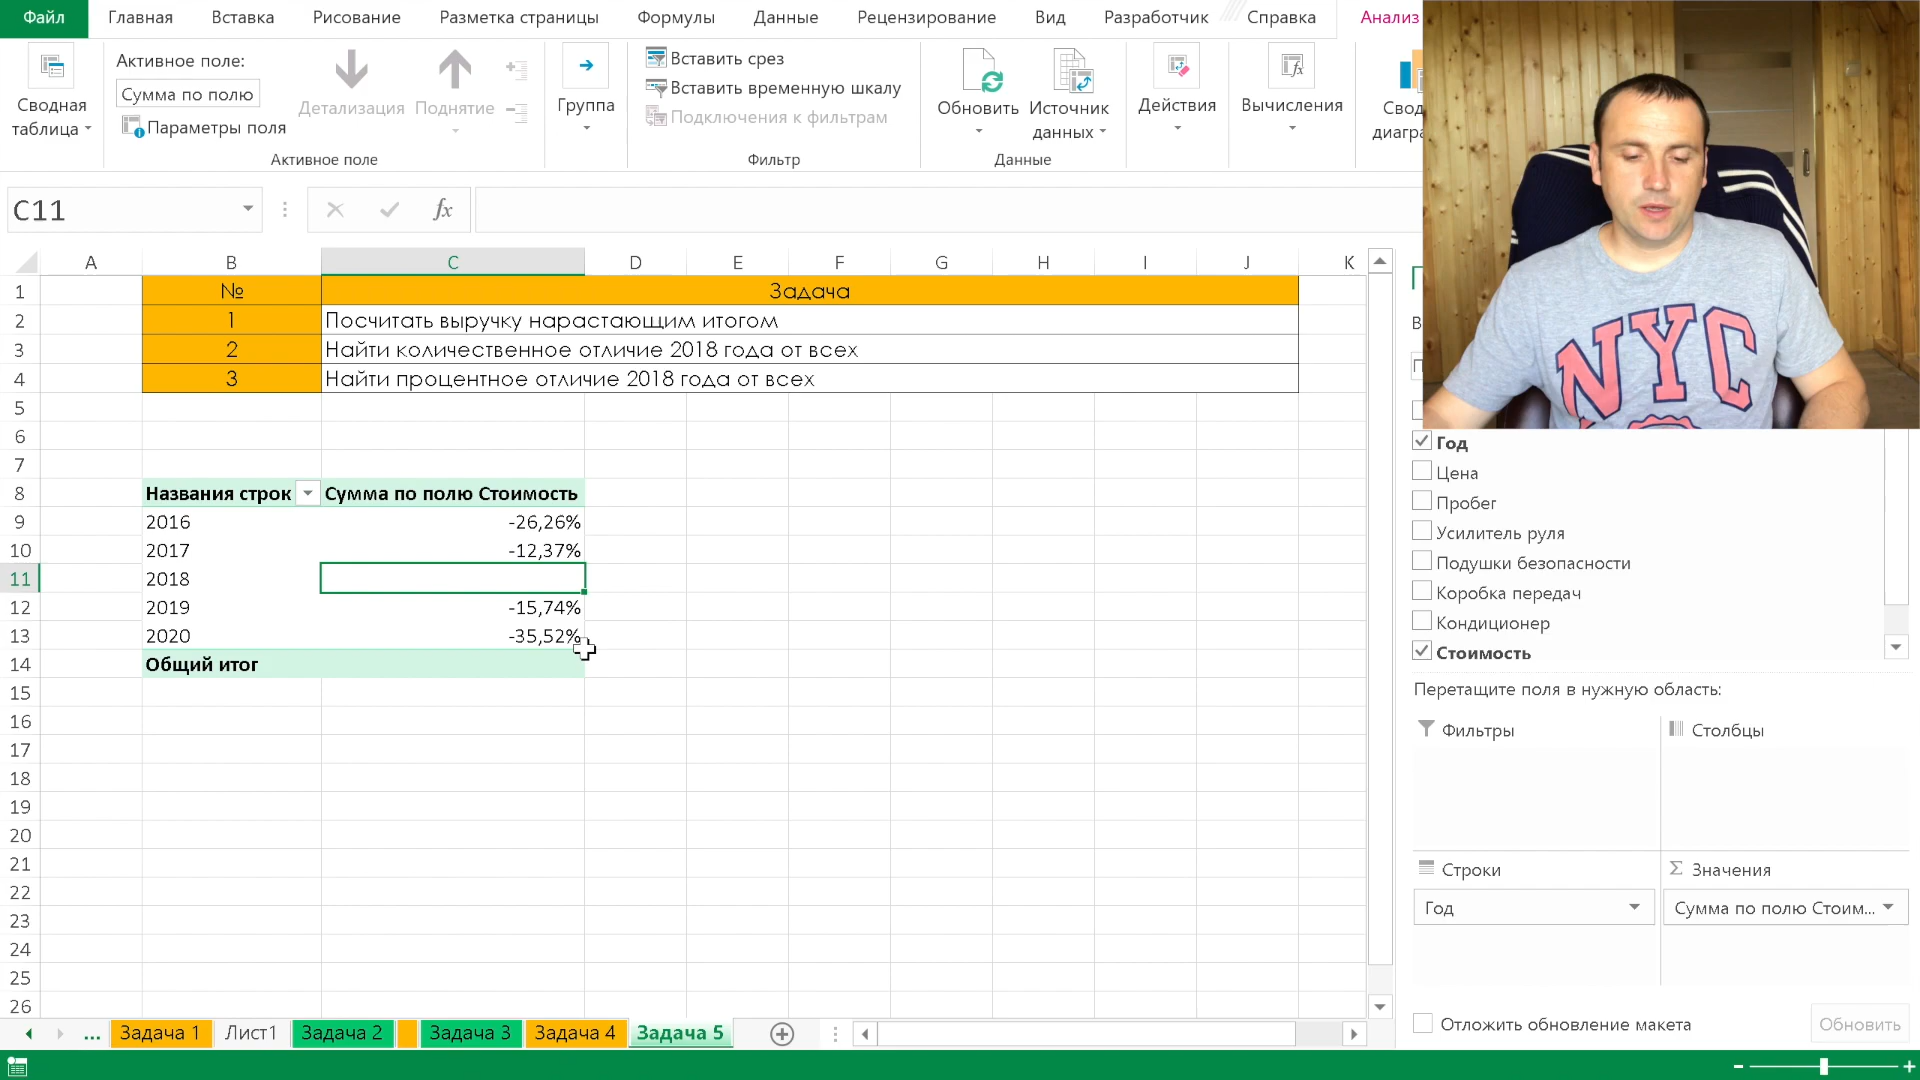 Файл Главная Вставка Рисование Разметка страницы Формулы Данные Рецензирование Вид Разработчик Справка Анализ
Сводная таблица
Активное поле:
Сумма по полю
Параметры поля
Детализация
Поднятие
Активное поле
Группа
Вставить срез
Вставить временную шкалу
Подключения к фильтрам
Фильтр
Обновить
Источник данных
Данные
Действия
Вычисления
C11
fx
A B C D E F G H I J K
1 № Задача
2 1 Посчитать выручку нарастающим итогом
3 2 Найти количественное отличие 2018 года от всех
4 3 Найти процентное отличие 2018 года от всех
5
6
7
8 Названия строк Сумма по полю Стоимость
9 2016 -26,26%
10 2017 -12,37%
11 2018
12 2019 -15,74%
13 2020 -35,52%
14 Общий итог
15
16
17
18
19
20
21
22
23
24
25
26
NYC
Год
Цена
Пробег
Усилитель руля
Подушки безопасности
Коробка передач
Кондиционер
Стоимость
Перетащите поля в нужную область:
Фильтры
Столбцы
Строки
Σ Значения
Год
Сумма по полю Стоим...
Отложить обновление макета
Обновить
... Задача 1 Лист1 Задача 2 Задача 3 Задача 4 Задача 5